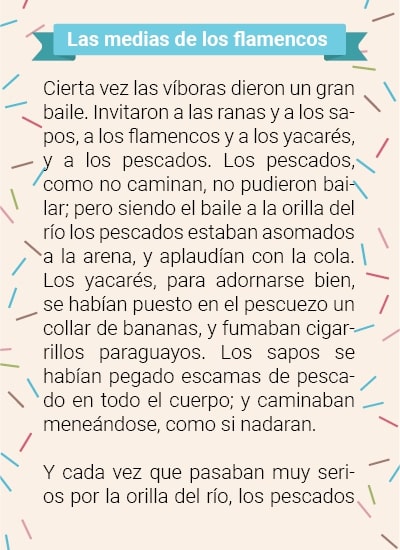 Las medias de los flamencos
Cierta vez las víboras dieron un gran
baile. Invitaron a las ranas y a los sa-
pos, a los flamencos y a los yacarés,
y a los pescados. Los pescados,
como no caminan, no pudieron bai-
lar; pero siendo el baile a la orilla del
río los pescados estaban asomados
a la arena, y aplaudían con la cola.
Los yacarés, para adornarse bien,
se habían puesto en el pescuezo un
collar de bananas, y fumaban cigar-
rillos paraguayos. Los sapos se
habían pegado escamas de pesca-
do en todo el cuerpo; y caminaban
meneándose, como si nadaran.
Y cada vez que pasaban muy seri-
os por la orilla del río, los pescados